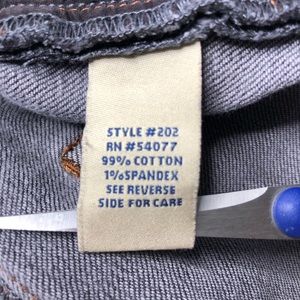 STYLE #202
RN #54077
99% COTTON
1% SPANDEX
SEE REVERSE
SIDE FOR CARE